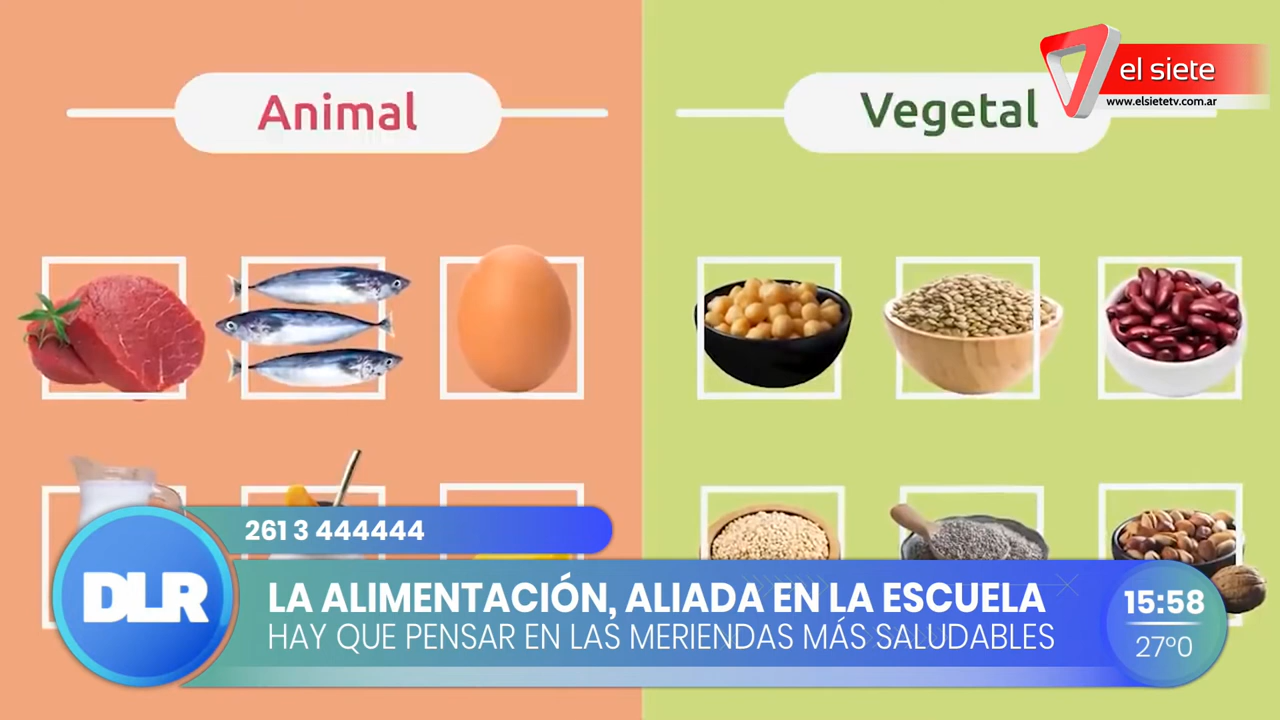 Animal
Vegetal
el siete
www.elsietetv.com.ar
261 3 444444
DLR
LA ALIMENTACIÓN, ALIADA EN LA ESCUELA
HAY QUE PENSAR EN LAS MERIENDAS MÁS SALUDABLES
15:58
27º0